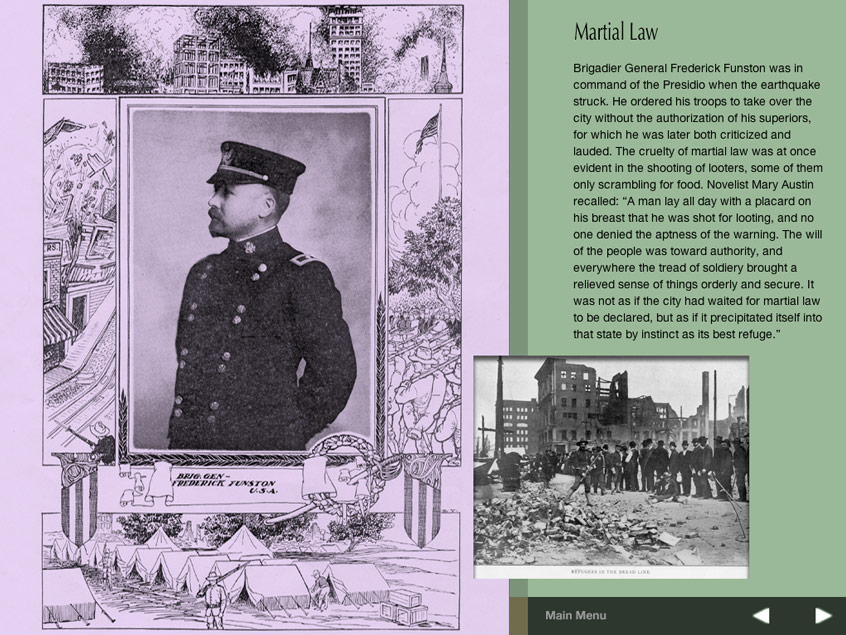 Martial Law
Brigadier General Frederick Funston was in
command of the Presidio when the earthquake
struck. He ordered his troops to take over the
city without the authorization of his superiors,
for which he was later both criticized and
lauded. The cruelty of martial law was at once
evident in the shooting of looters, some of them
only scrambling for food. Novelist Mary Austin
recalled: “A man lay all day with a placard on
his breast that he was shot for looting, and no
one denied the aptness of the warning. The will
of the people was toward authority, and
everywhere the tread of soldiery brought a
relieved sense of things orderly and secure. It
was not as if the city had waited for martial law
to be declared, but as if it precipitated itself into
that state by instinct as its best refuge.”
RS
BRIG. GEN-
FREDERICK FUNSTON
U.S.A.
REFUGEES IN THE BREAD LINE
Main Menu